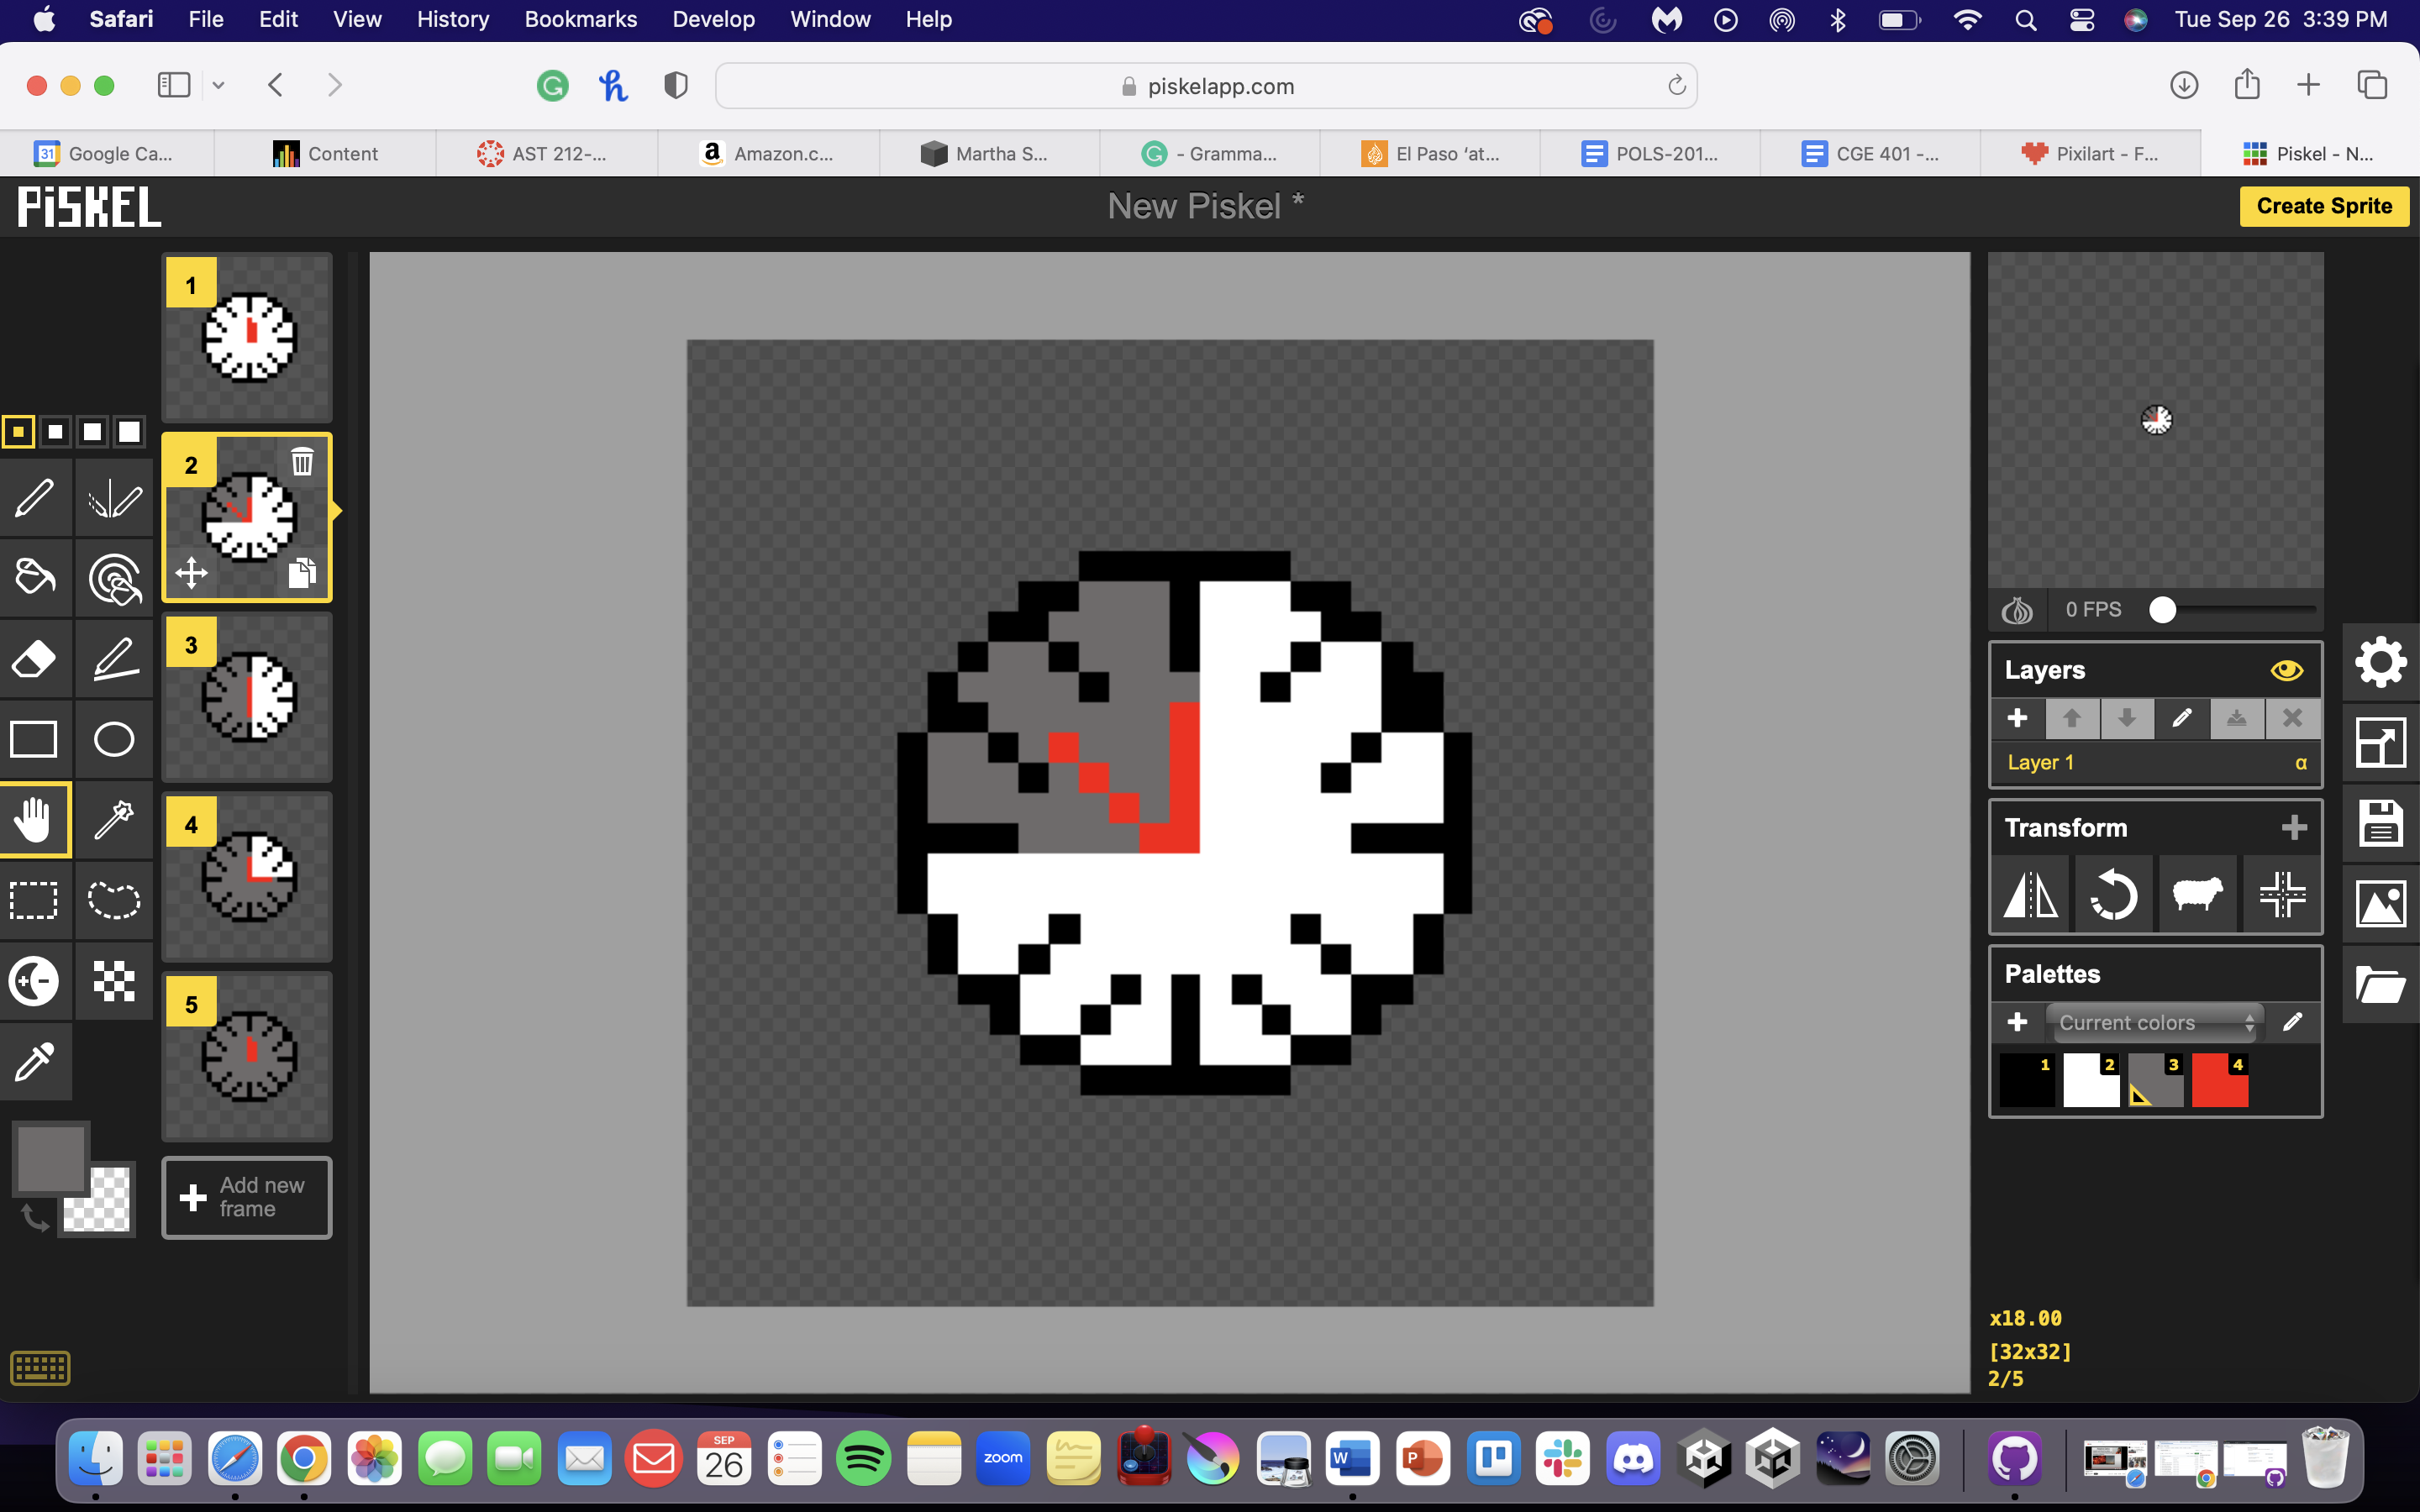 Safari File Edit View History Bookmarks Develop Window Help Tue Sep 26 3:39 PM
piskelapp.com
31 Google Ca... Content AST 212-... a Amazon.c... Martha S... G - Gramma... El Paso ‘at... POLS-201... CGE 401 -... Pixilart - F... Piskel - N...
PiSKEL New Piskel * Create Sprite
1
2
3
4
5
Add new
frame
0 FPS
Layers
Layer 1 α
Transform
Palettes
Current colors
1 2 3 4
x18.00
[32x32]
2/5
SEP
26
zoom
W
P